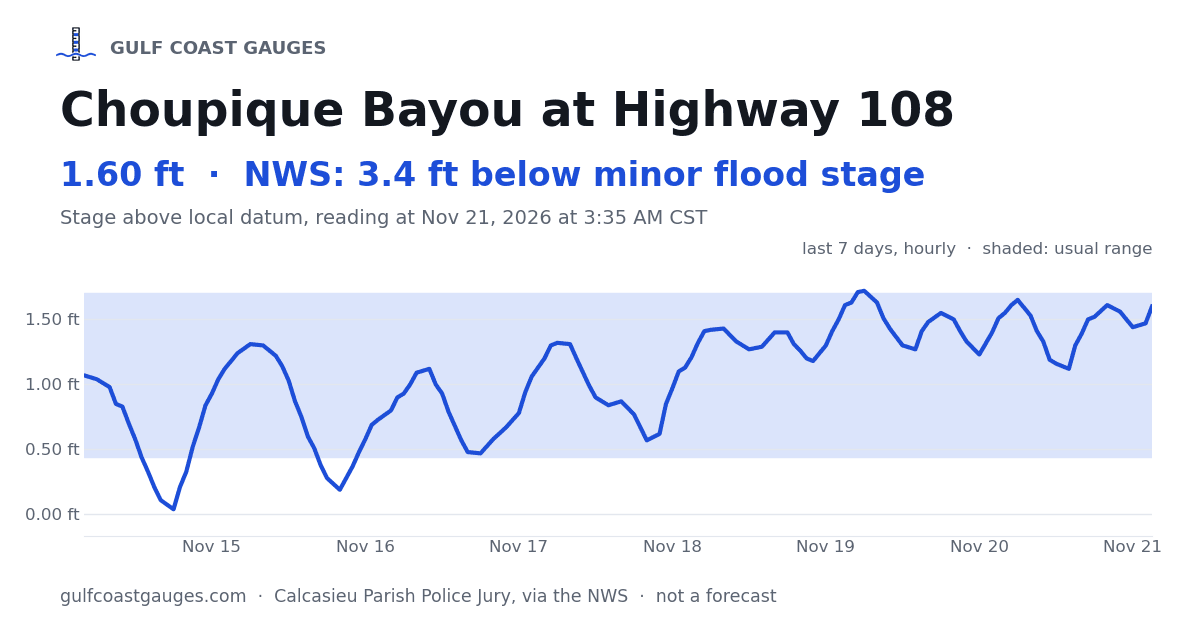 GULF COAST GAUGES
Choupique Bayou at Highway 108
1.60 ft · NWS: 3.4 ft below minor flood stage
Stage above local datum, reading at Nov 21, 2026 at 3:35 AM CST
last 7 days, hourly · shaded: usual range
1.50 ft
1.00 ft
0.50 ft
0.00 ft
Nov 15 Nov 16 Nov 17 Nov 18 Nov 19 Nov 20 Nov 21
gulfcoastgauges.com · Calcasieu Parish Police Jury, via the NWS · not a forecast